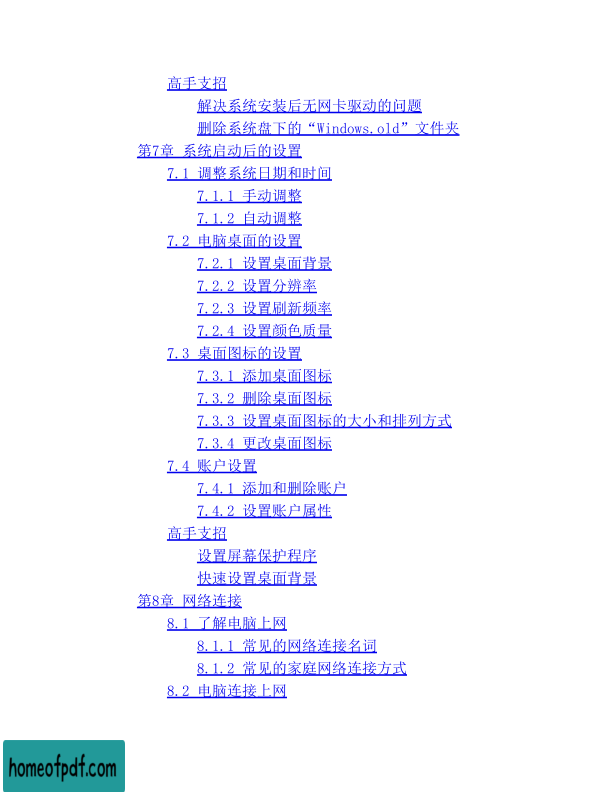 高手支招
解决系统安装后无网卡驱动的问题
删除系统盘下的“Windows.old”文件夹
第7章 系统启动后的设置
7.1 调整系统日期和时间
7.1.1 手动调整
7.1.2 自动调整
7.2 电脑桌面的设置
7.2.1 设置桌面背景
7.2.2 设置分辨率
7.2.3 设置刷新频率
7.2.4 设置颜色质量
7.3 桌面图标的设置
7.3.1 添加桌面图标
7.3.2 删除桌面图标
7.3.3 设置桌面图标的大小和排列方式
7.3.4 更改桌面图标
7.4 账户设置
7.4.1 添加和删除账户
7.4.2 设置账户属性
高手支招
设置屏幕保护程序
快速设置桌面背景
第8章 网络连接
8.1 了解电脑上网
8.1.1 常见的网络连接名词
8.1.2 常见的家庭网络连接方式
8.2 电脑连接上网
homeofpdf.com